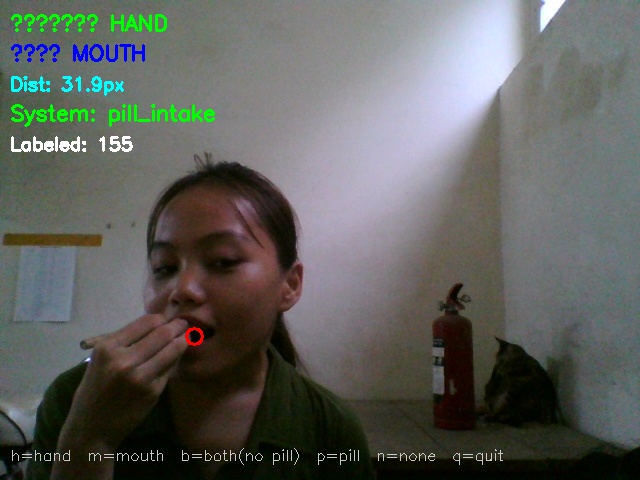 ??????? HAND
???? MOUTH
Dist: 31.9px
System: pill_intake
Labeled: 155
h=hand m=mouth b=both(no pill) p=pill n=none q=quit